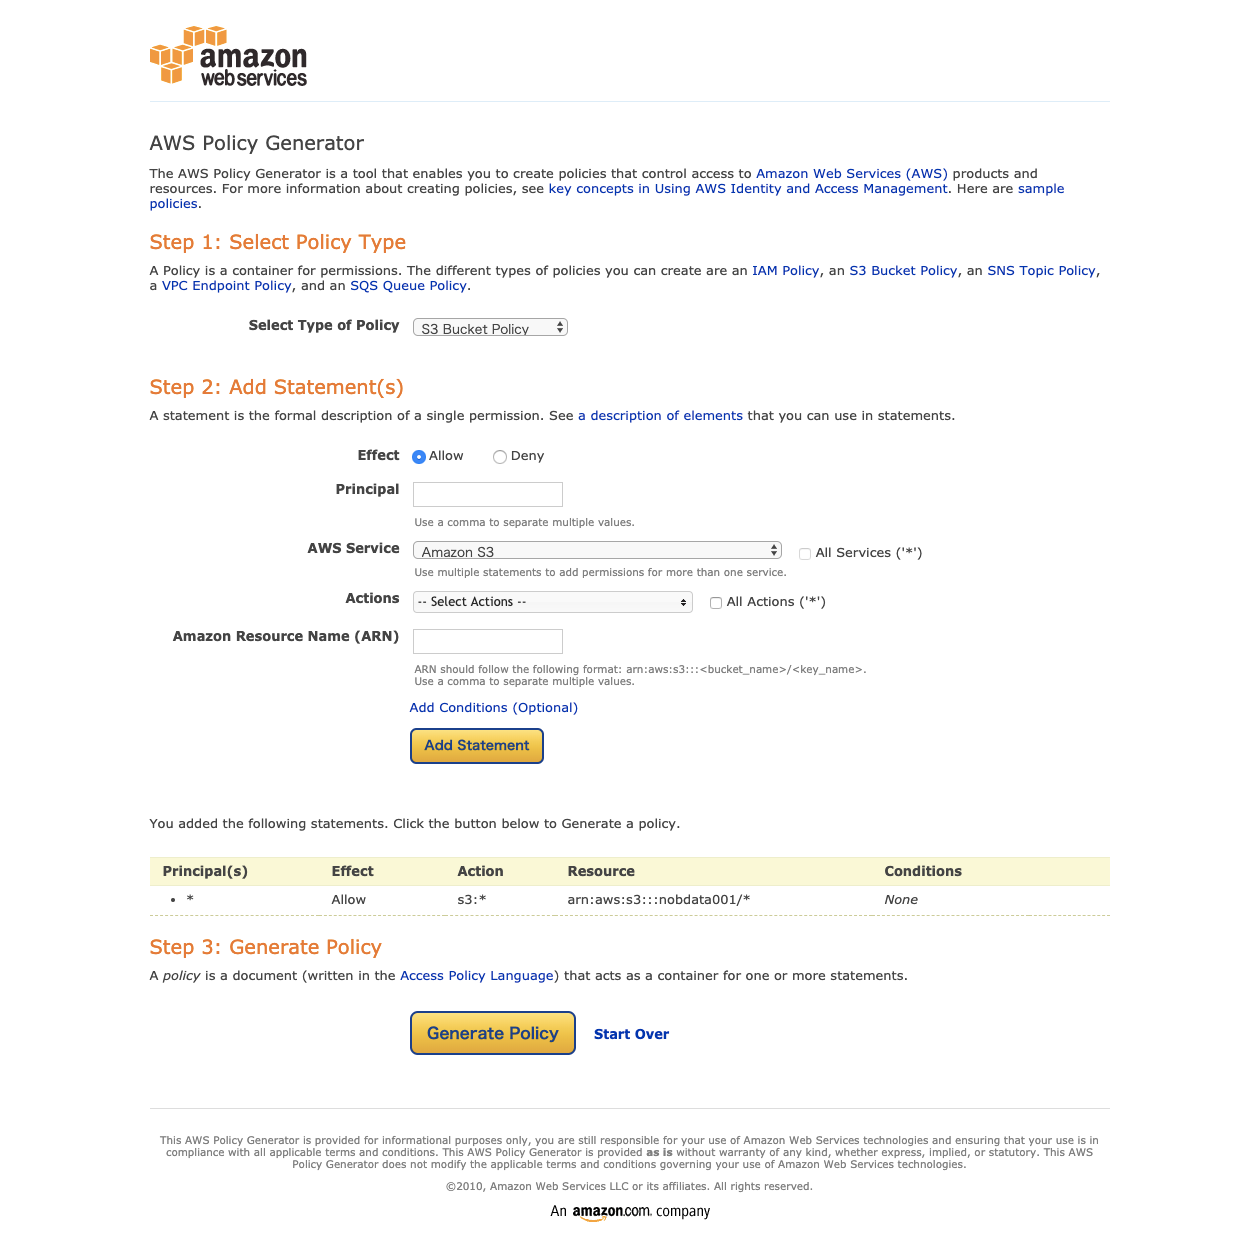 amazon
webservices
AWS Policy Generator
The AWS Policy Generator is a tool that enables you to create policies that control access to Amazon Web Services (AWS) products and
resources. For more information about creating policies, see key concepts in Using AWS Identity and Access Management. Here are sample
policies.
Step 1: Select Policy Type
A Policy is a container for permissions. The different types of policies you can create are an IAM Policy, an S3 Bucket Policy, an SNS Topic Policy,
a VPC Endpoint Policy, and an SQS Queue Policy.
Select Type of Policy S3 Bucket Policy
Step 2: Add Statement(s)
A statement is the formal description of a single permission. See a description of elements that you can use in statements.
Effect Allow Deny
Principal
Use a comma to separate multiple values.
AWS Service Amazon S3 All Services ('*')
Use multiple statements to add permissions for more than one service.
Actions -- Select Actions -- All Actions ('*')
Amazon Resource Name (ARN)
ARN should follow the following format: arn:aws:s3:::<bucket_name>/<key_name>.
Use a comma to separate multiple values.
Add Conditions (Optional)
Add Statement
You added the following statements. Click the button below to Generate a policy.
Principal(s) Effect Action Resource Conditions
• * Allow s3:* arn:aws:s3:::nobdata001/* None
Step 3: Generate Policy
A policy is a document (written in the Access Policy Language) that acts as a container for one or more statements.
Generate Policy Start Over
This AWS Policy Generator is provided for informational purposes only, you are still responsible for your use of Amazon Web Services technologies and ensuring that your use is in
compliance with all applicable terms and conditions. This AWS Policy Generator is provided as is without warranty of any kind, whether express, implied, or statutory. This AWS
Policy Generator does not modify the applicable terms and conditions governing your use of Amazon Web Services technologies.
©2010, Amazon Web Services LLC or its affiliates. All rights reserved.
An amazon.com. company